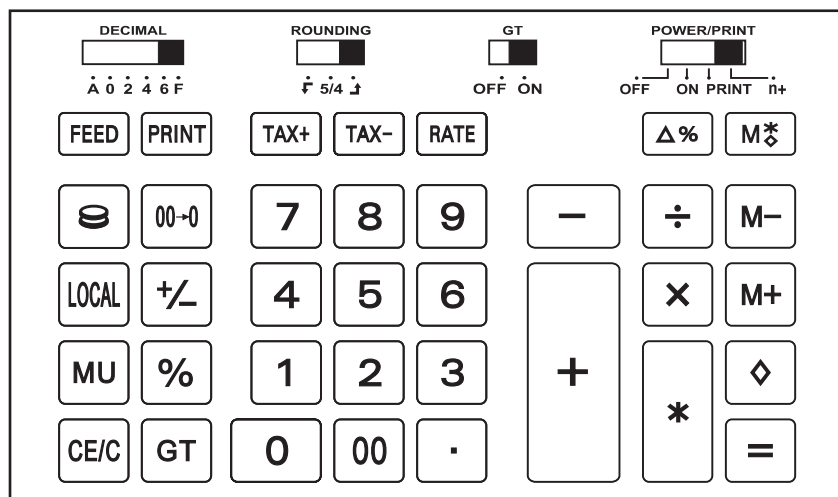 DECIMAL ROUNDING GT POWER/PRINT
A 0 2 4 6 F 5/4 OFF ON OFF ON PRINT n+
FEED PRINT TAX+ TAX- RATE Δ% M*◊
00→0 7 8 9 − ÷ M−
LOCAL +/− 4 5 6 × M+
MU % 1 2 3 + ◊
CE/C GT 0 00 . * =